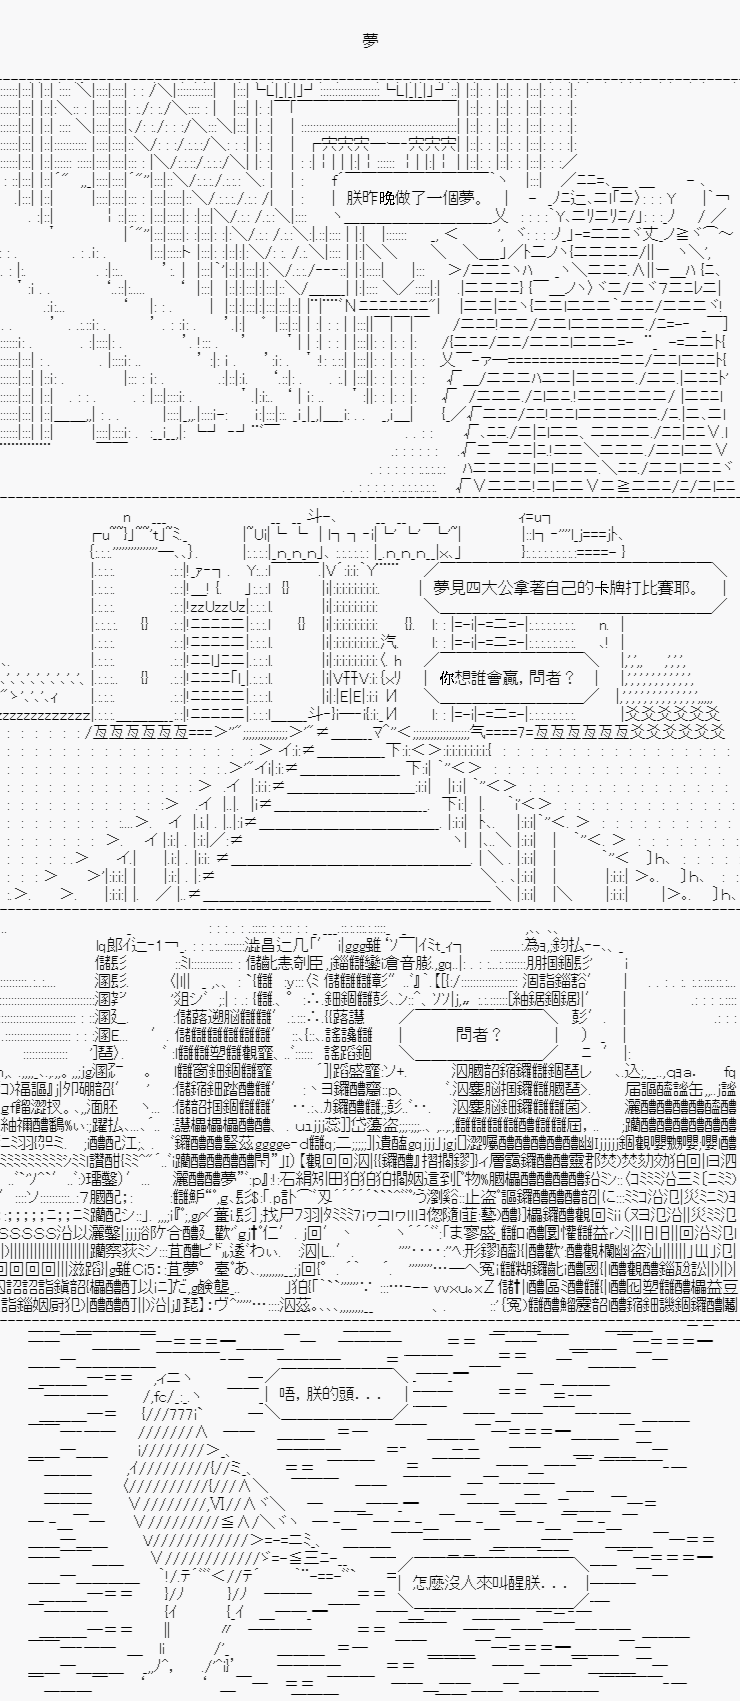 夢
朕昨晚做了一個夢。
夢見四大公拿著自己的卡牌打比賽耶。
你想誰會贏，問者？
問者？
唔，朕的頭．．．
怎麼沒人來叫醒朕．．．